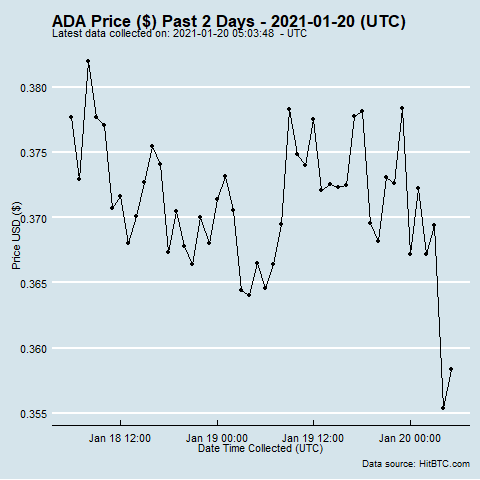 ADA Price ($) Past 2 Days - 2021-01-20 (UTC)
Latest data collected on: 2021-01-20 05:03:48 - UTC
0.380
0.375
0.370
0.365
0.360
0.355
Price USD ($)
Jan 18 12:00
Jan 19 00:00
Jan 19 12:00
Jan 20 00:00
Date Time Collected (UTC)
Data source: HitBTC.com